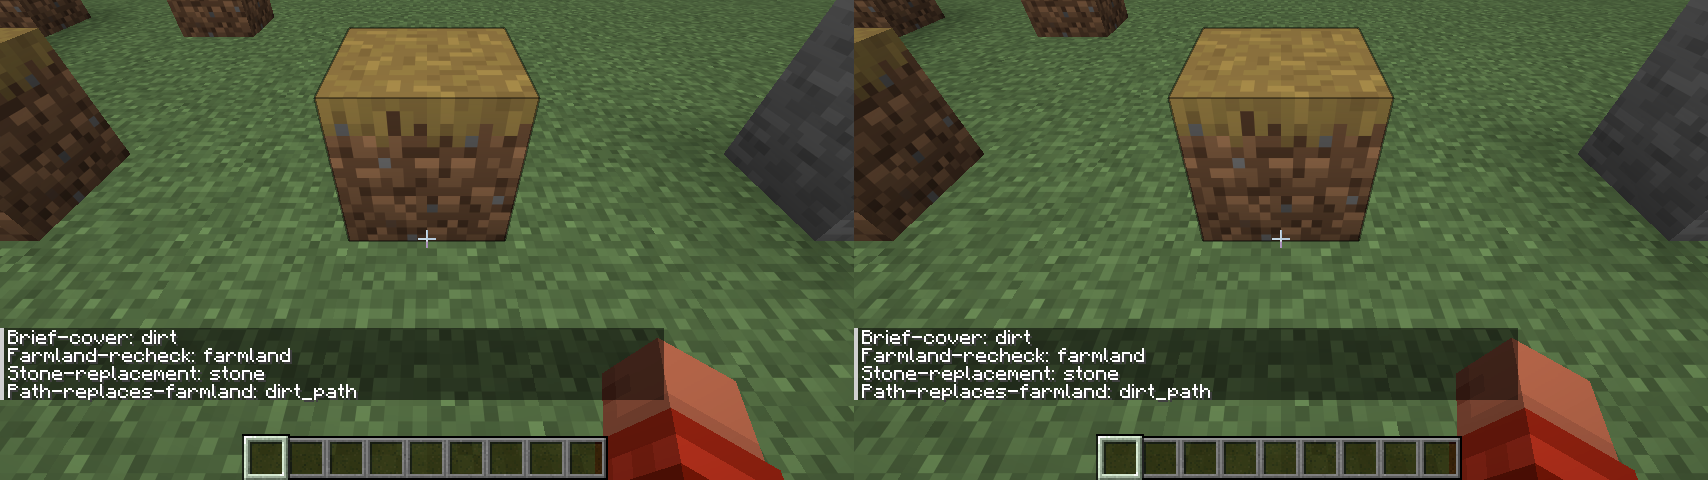 Brief-cover: dirt
Farmland-recheck: farmland
Stone-replacement: stone
Path-replaces-farmland: dirt_path
Brief-cover: dirt
Farmland-recheck: farmland
Stone-replacement: stone
Path-replaces-farmland: dirt_path